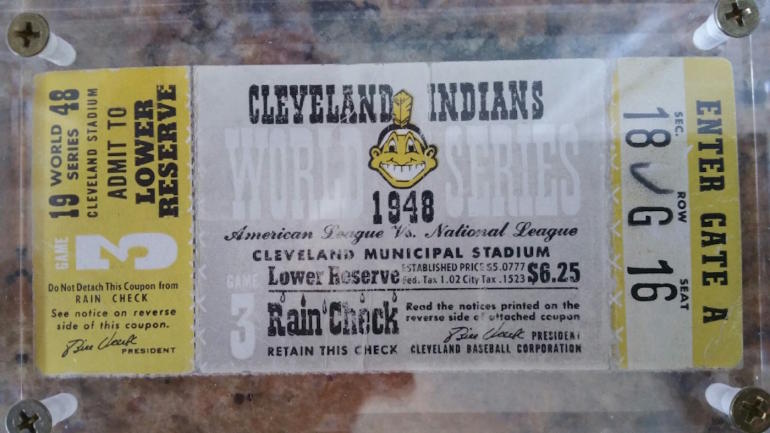 19 WORLD SERIES 48
CLEVELAND STADIUM
ADMIT TO
LOWER
RESERVE
GAME
3
Do Not Detach This Coupon from
RAIN CHECK
See notice on reverse
side of this coupon.
Bill Veeck
PRESIDENT
CLEVELAND INDIANS
WORLD SERIES
1948
American League Vs. National League
CLEVELAND MUNICIPAL STADIUM
Lower Reserve ESTABLISHED PRICE $5.0777 $6.25
Fed. Tax 1.02 City Tax .1523
GAME
3
Rain Check
Read the notices printed on the
reverse side of attached coupon
RETAIN THIS CHECK
Bill Veeck PRESIDENT
CLEVELAND BASEBALL CORPORATION
ENTER GATE A
SEC. ROW SEAT
18 G 16